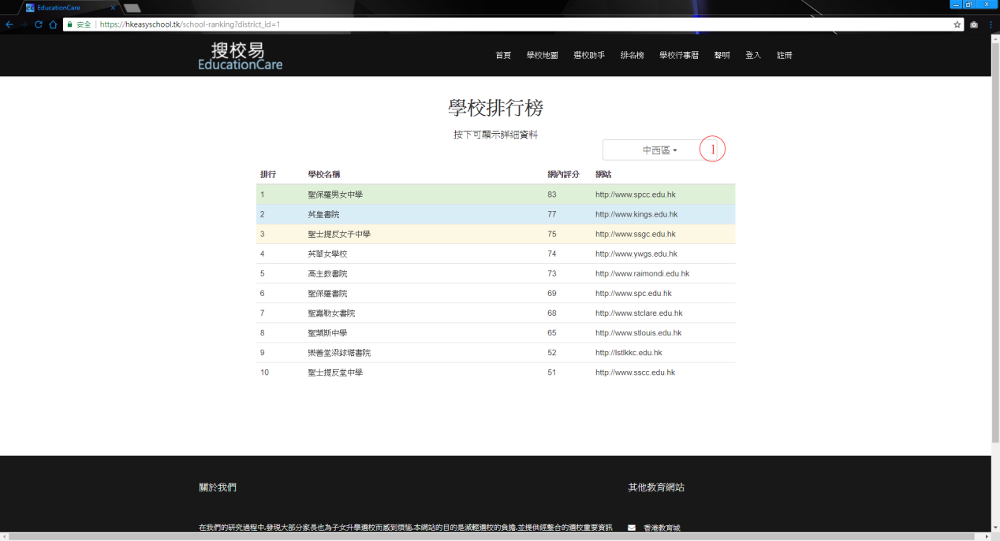 EducationCare
安全 https://hkeasyschool.tk/school-ranking?district_id=1
搜校易
EducationCare
首頁 學校地圖 選校助手 排名榜 學校行事曆 聲明 登入 註冊
學校排行榜
按下可顯示詳細資料
中西區 1
排行 學校名稱 網內評分 網站
1 聖保羅男女中學 83 http://www.spcc.edu.hk
2 英皇書院 77 http://www.kings.edu.hk
3 聖士提反女子中學 75 http://www.ssgc.edu.hk
4 英華女學校 74 http://www.ywgs.edu.hk
5 高主教書院 73 http://www.raimondi.edu.hk
6 聖保羅書院 69 http://www.spc.edu.hk
7 聖嘉勒女書院 68 http://www.stclare.edu.hk
8 聖類斯中學 65 http://www.stlouis.edu.hk
9 樂善堂梁銶琚書院 52 http://lstlkkc.edu.hk
10 聖士提反堂中學 51 http://www.sscc.edu.hk
關於我們 其他教育網站
在我們的研究過程中,發現大部分家長也為子女升學選校而感到煩惱,本網站的目的是減輕選校的負擔,並提供經整合的選校重要資訊 香港教育城